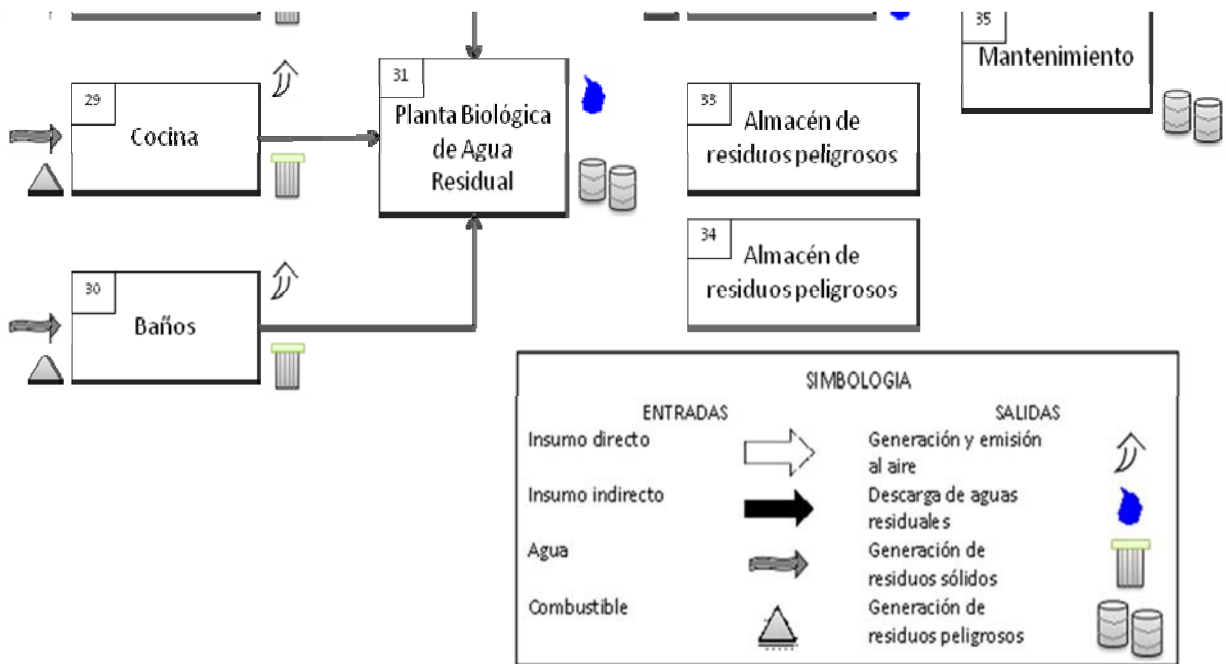 35
Mantenimiento
29
Cocina
31
Planta Biológica
de Agua
Residual
33
Almacén de
residuos peligrosos
34
Almacén de
residuos peligrosos
30
Baños
SIMBOLOGIA
ENTRADAS
SALIDAS
Insumo directo
Generación y emisión
al aire
Insumo indirecto
Descarga de aguas
residuales
Agua
Generación de
residuos sólidos
Combustible
Generación de
residuos peligrosos